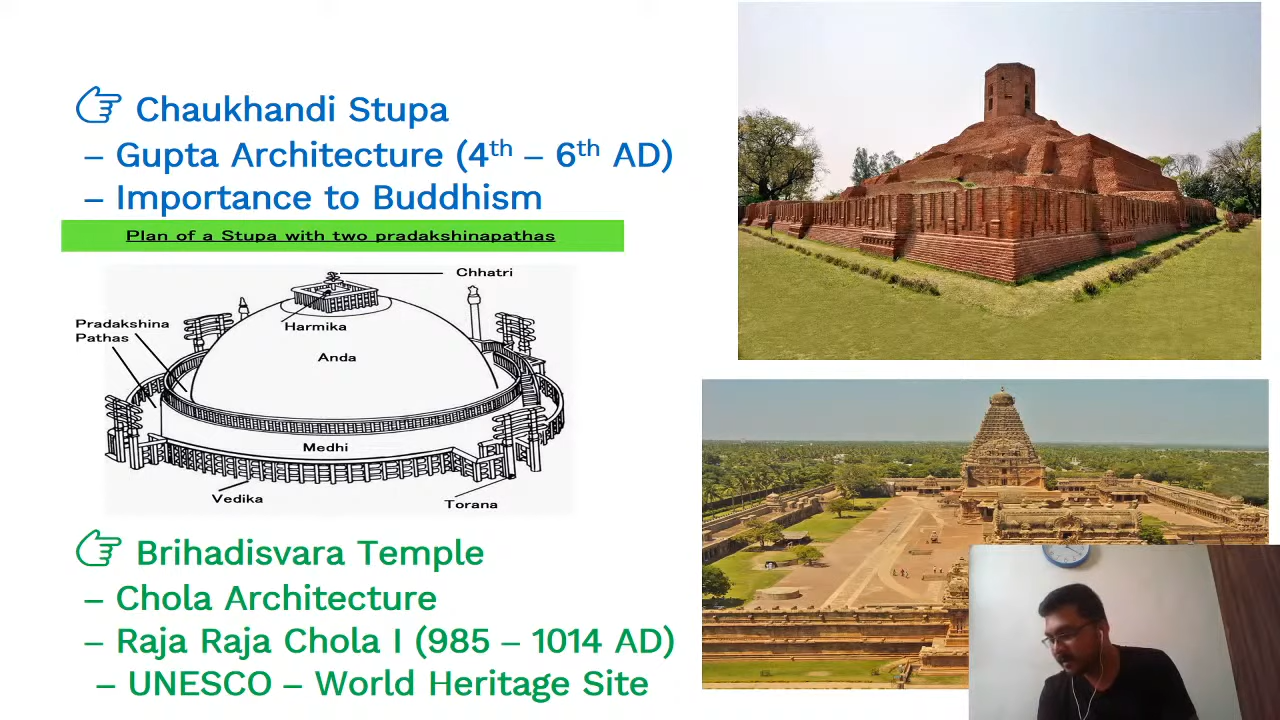 Chaukhandi Stupa
– Gupta Architecture (4th – 6th AD)
– Importance to Buddhism
Plan of a Stupa with two pradakshinapathas
Chhatri
Pradakshina
Pathas
Harmika
Anda
Medhi
Vedika
Torana
Brihadisvara Temple
– Chola Architecture
– Raja Raja Chola I (985 – 1014 AD)
– UNESCO – World Heritage Site